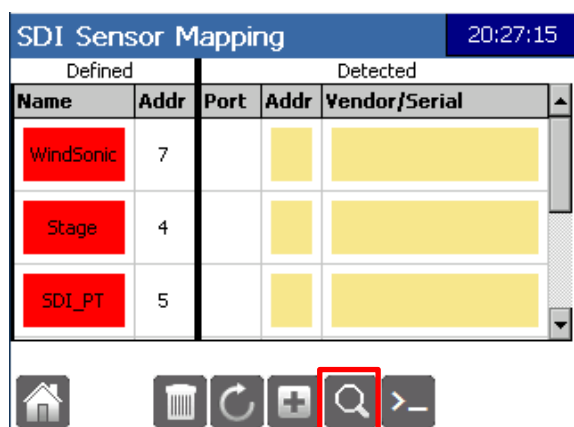 SDI Sensor Mapping 20:27:15
Defined Detected
Name Addr Port Addr Vendor/Serial
WindSonic 7
Stage 4
SDI_PT 5
>_